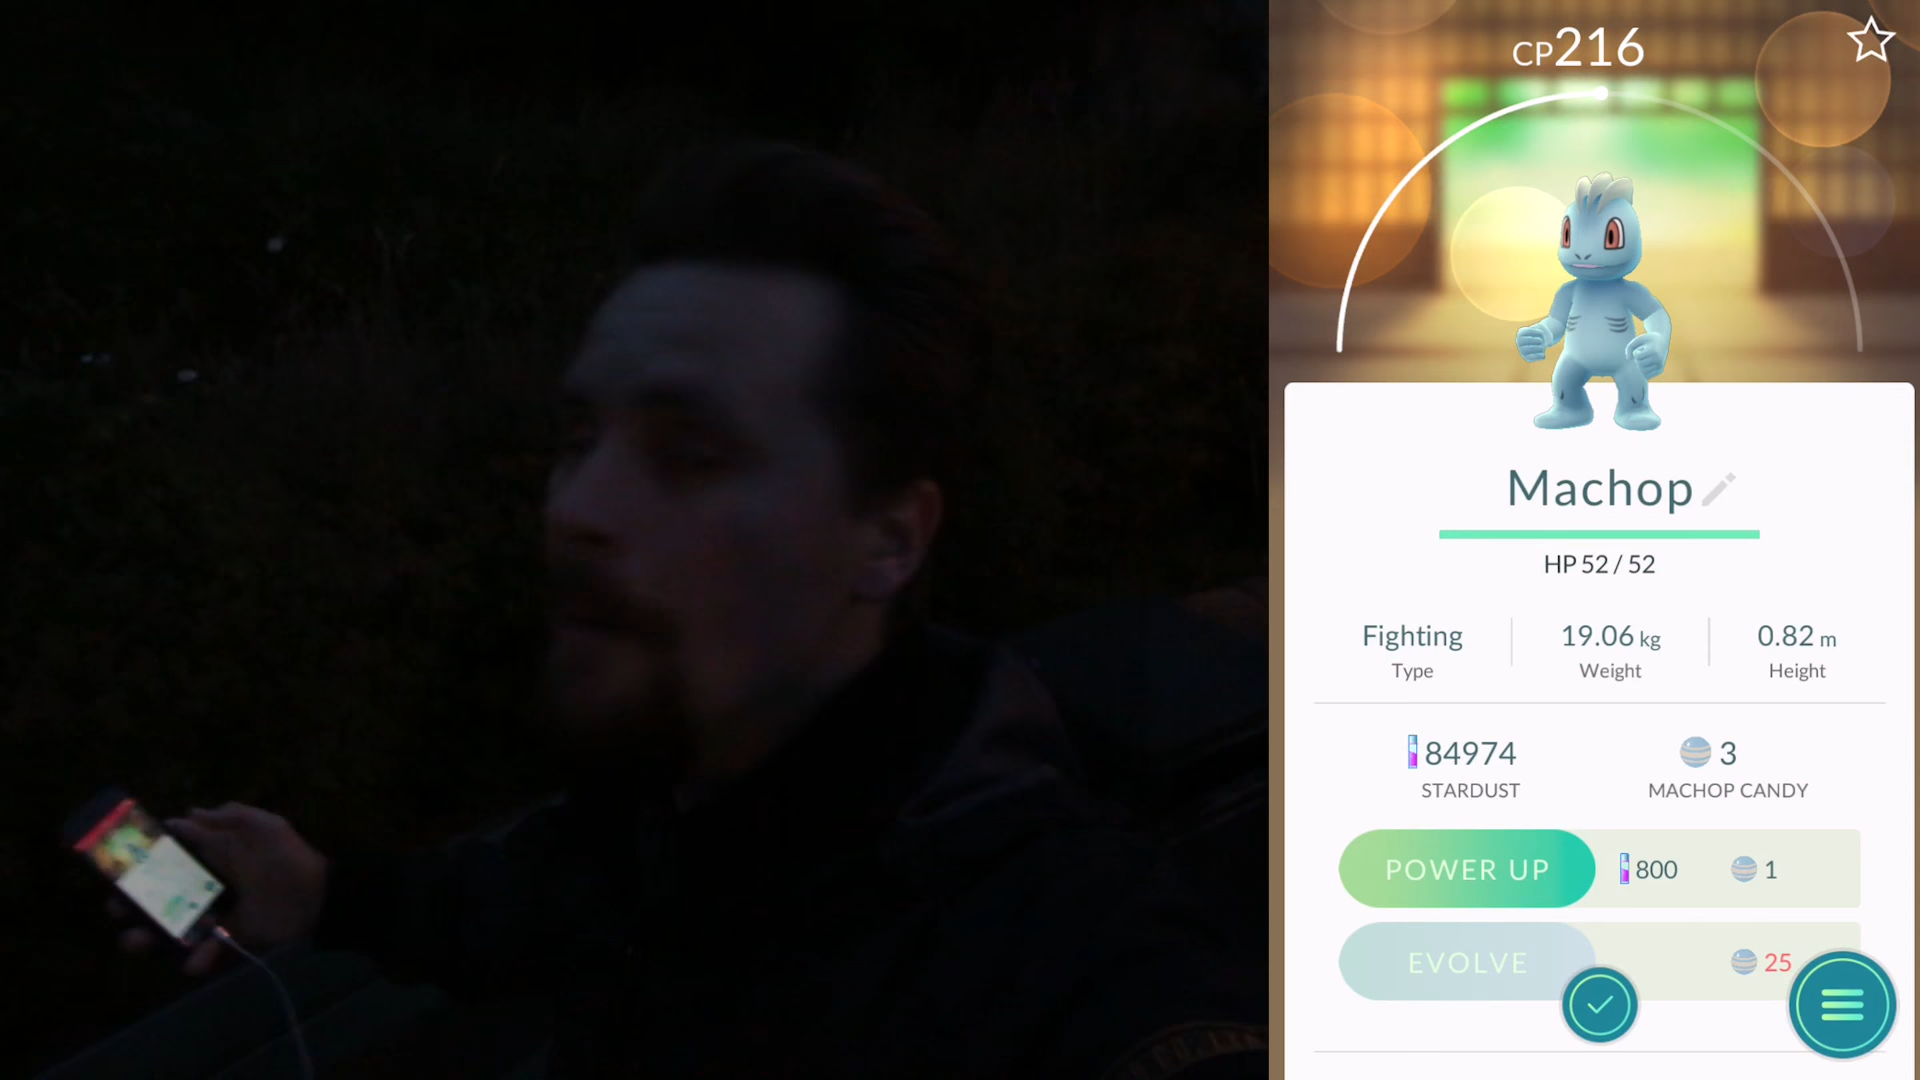 CP216
Machop
HP 52 / 52
Fighting
Type
19.06 kg
Weight
0.82 m
Height
84974
STARDUST
3
MACHOP CANDY
POWER UP
800
1
EVOLVE
25